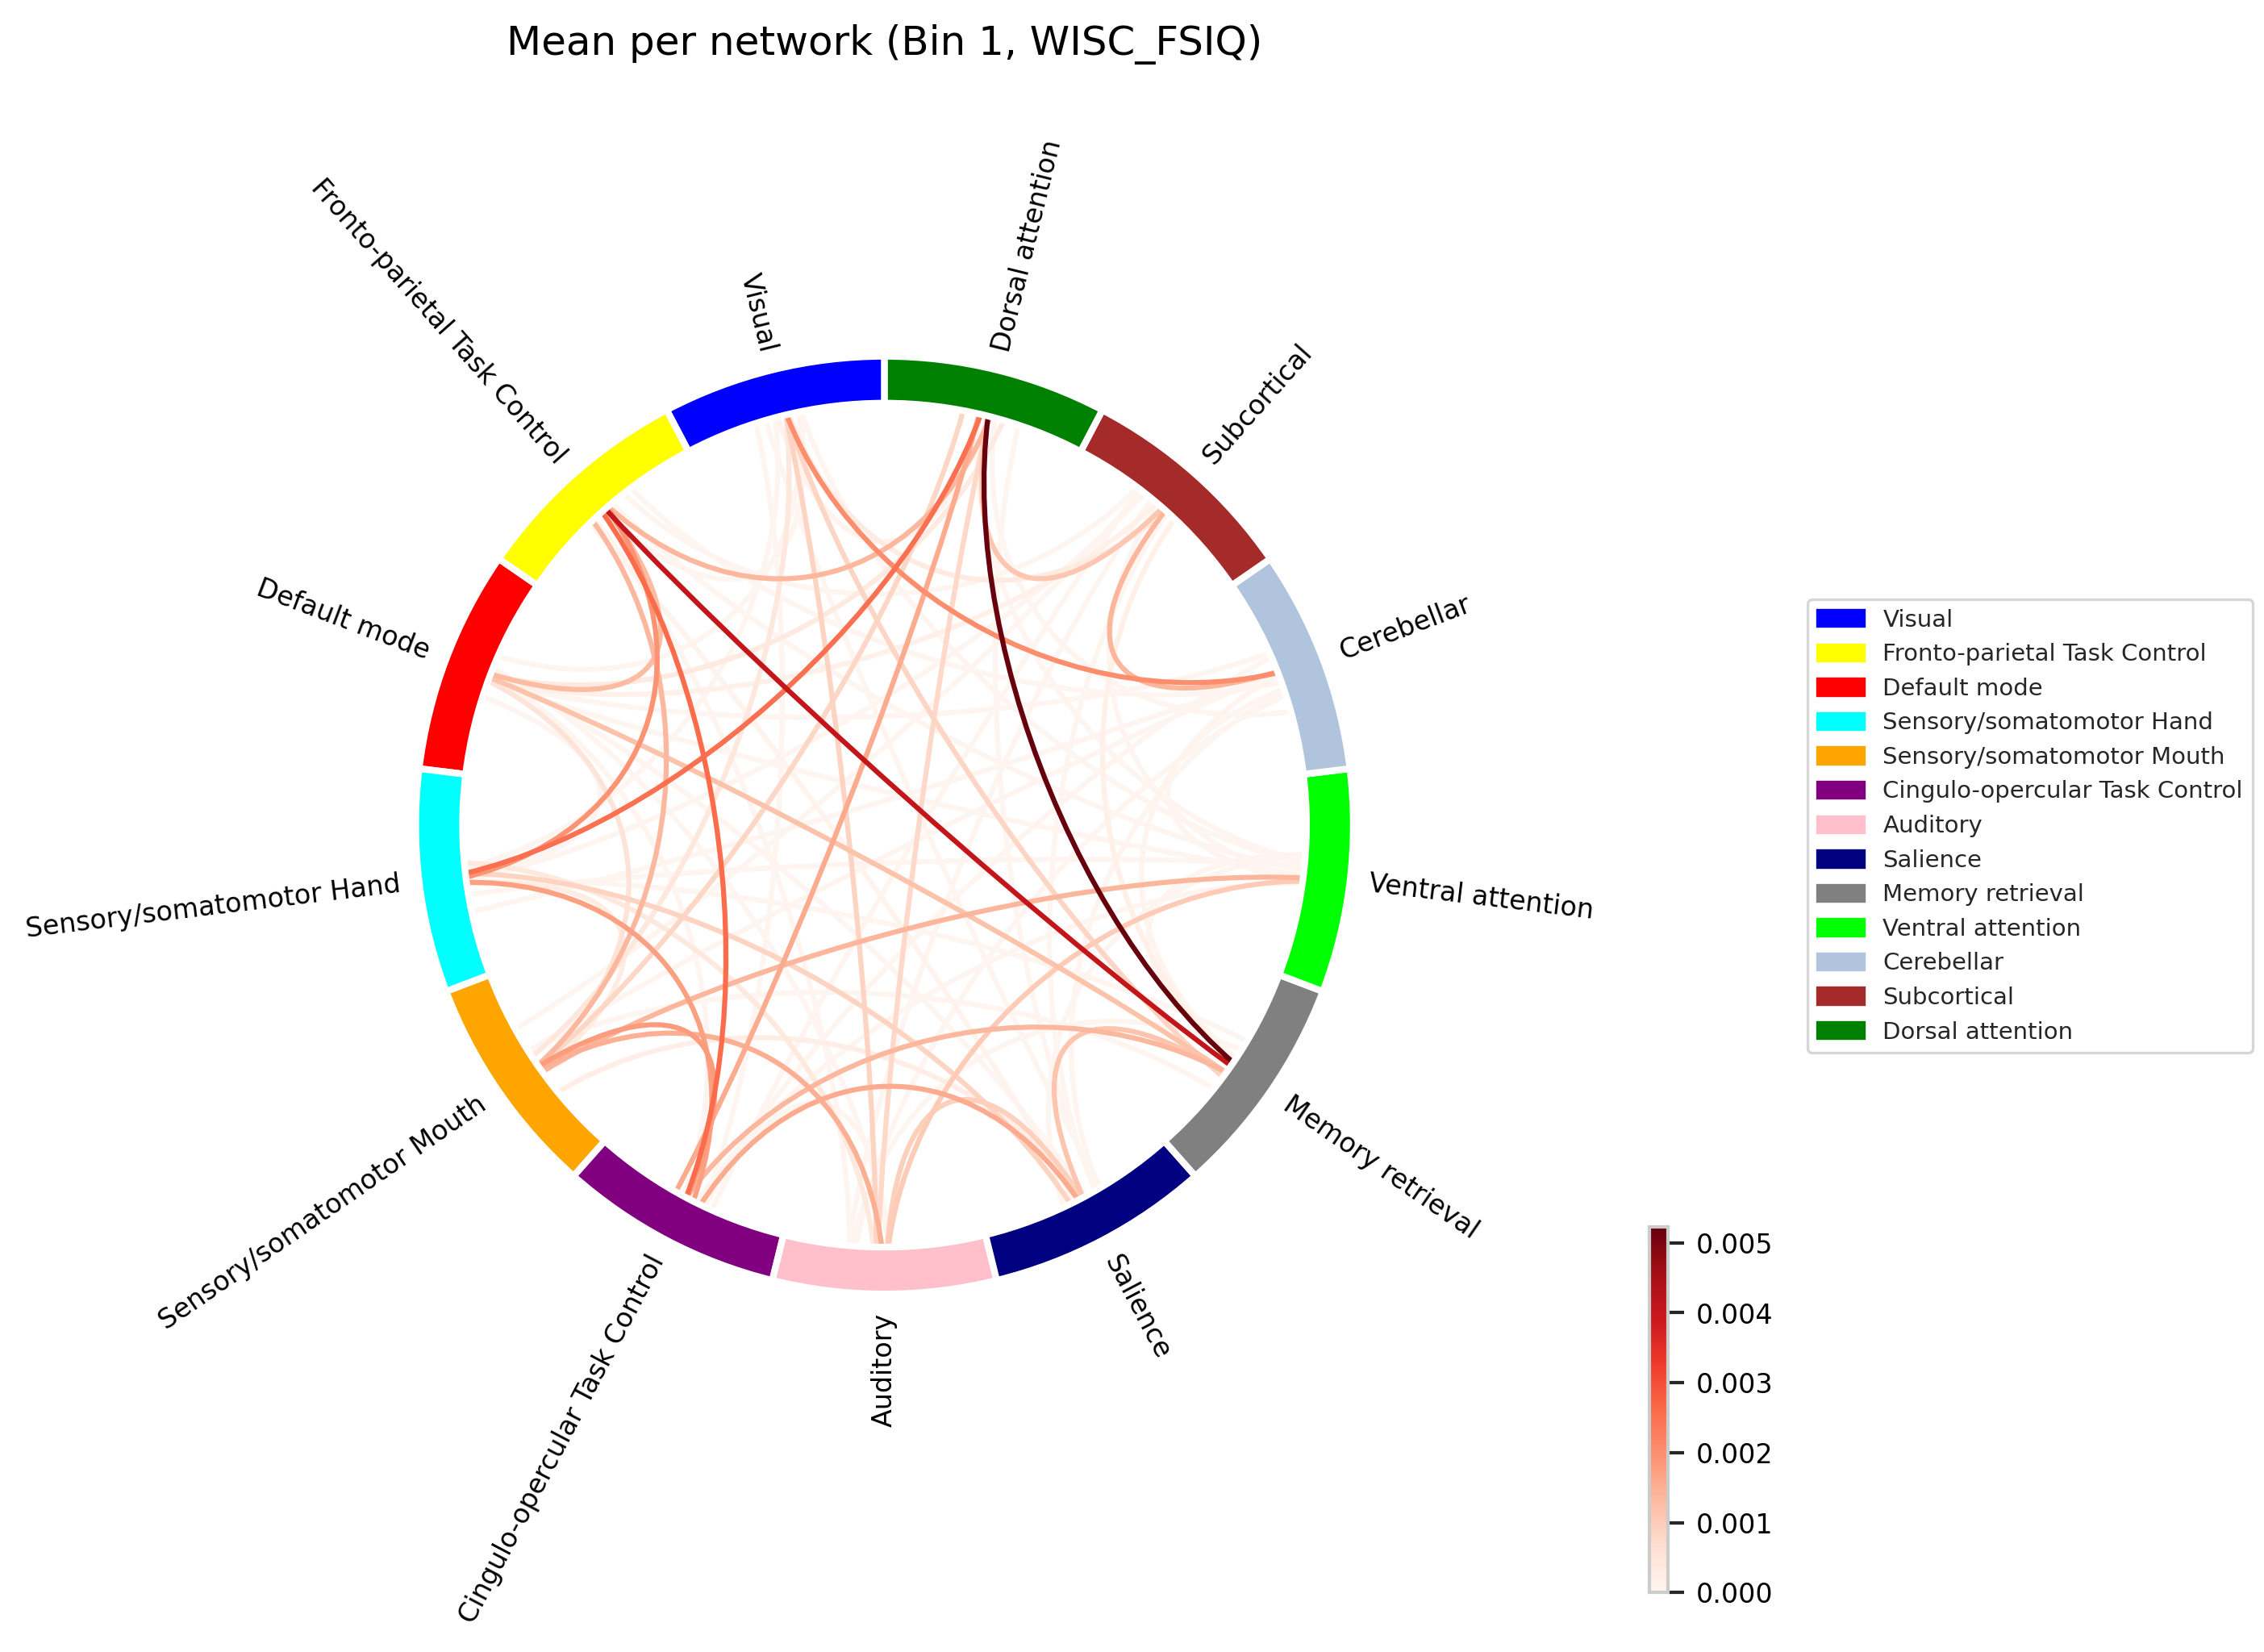 Mean per network (Bin 1, WISC_FSIQ)
Dorsal attention
Fronto-parietal Task Control
Visual
Subcortical
Default mode
Cerebellar
Sensory/somatomotor Hand
Ventral attention
Sensory/somatomotor Mouth
Memory retrieval
Cingulo-opercular Task Control
Auditory
Salience
Visual
Fronto-parietal Task Control
Default mode
Sensory/somatomotor Hand
Sensory/somatomotor Mouth
Cingulo-opercular Task Control
Auditory
Salience
Memory retrieval
Ventral attention
Cerebellar
Subcortical
Dorsal attention
0.005
0.004
0.003
0.002
0.001
0.000